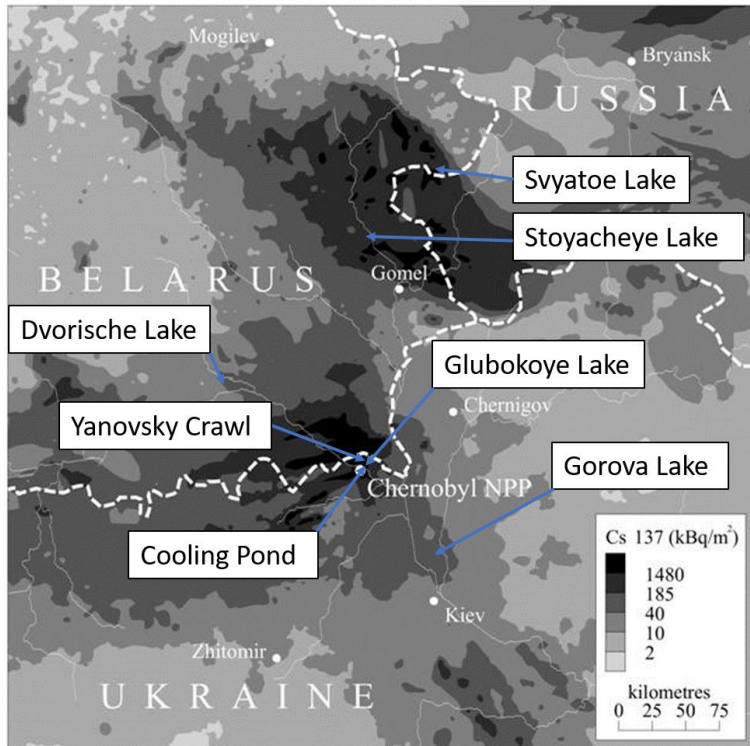 Mogilev
Bryansk
RUSSIA
Svyatoe Lake
Stoyacheye Lake
BELARUS
Gomel
Dvorische Lake
Glubokoye Lake
Chernigov
Yanovsky Crawl
Gorova Lake
Chernobyl NPP
Cooling Pond
Cs 137 (kBq/m²)
1480
185
40
10
2
Kiev
Zhitomir
kilometres
UKRAINE
0 25 50 75